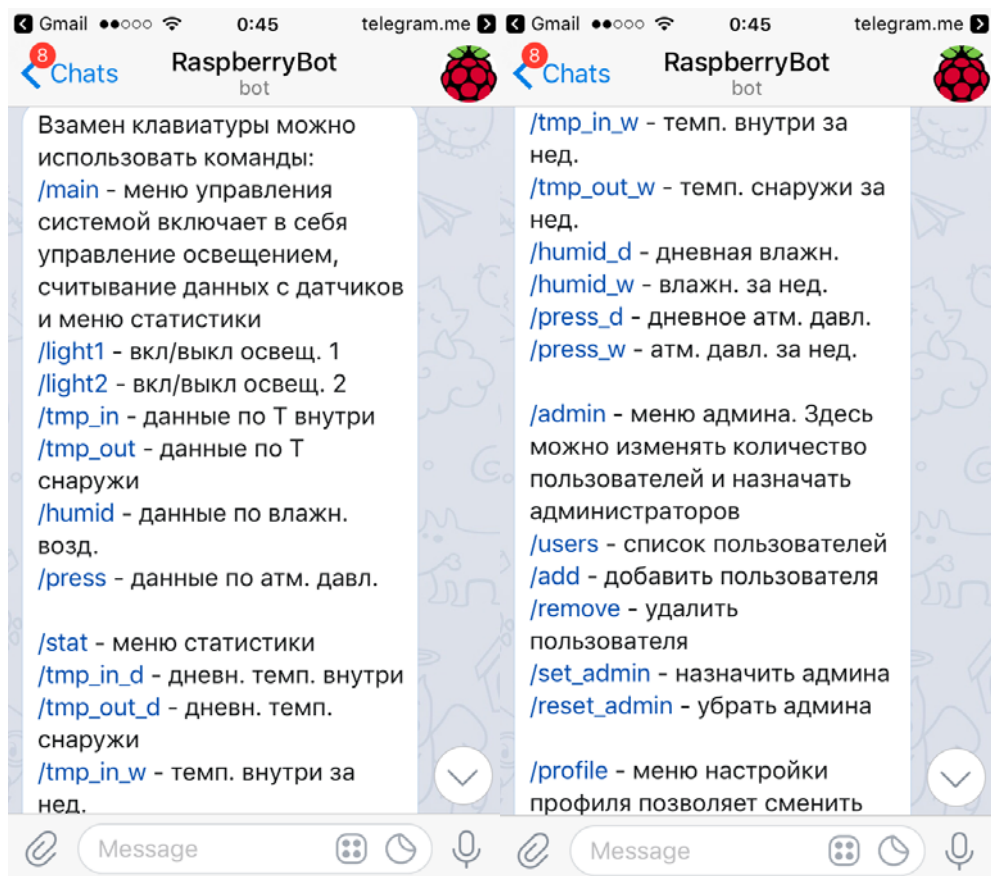 Gmail 0:45 telegram.me
8
Chats RaspberryBot
bot
Взамен клавиатуры можно
использовать команды:
/main - меню управления
системой включает в себя
управление освещением,
считывание данных с датчиков
и меню статистики
/light1 - вкл/выкл освещ. 1
/light2 - вкл/выкл освещ. 2
/tmp_in - данные по Т внутри
/tmp_out - данные по Т
снаружи
/humid - данные по влажн.
возд.
/press - данные по атм. давл.
/stat - меню статистики
/tmp_in_d - дневн. темп. внутри
/tmp_out_d - дневн. темп.
снаружи
/tmp_in_w - темп. внутри за
нед.
Message
Gmail 0:45 telegram.me
8
Chats RaspberryBot
bot
/tmp_in_w - темп. внутри за
нед.
/tmp_out_w - темп. снаружи за
нед.
/humid_d - дневная влажн.
/humid_w - влажн. за нед.
/press_d - дневное атм. давл.
/press_w - атм. давл. за нед.
/admin - меню админа. Здесь
можно изменять количество
пользователей и назначать
администраторов
/users - список пользователей
/add - добавить пользователя
/remove - удалить
пользователя
/set_admin - назначить админа
/reset_admin - убрать админа
/profile - меню настройки
профиля позволяет сменить
Message